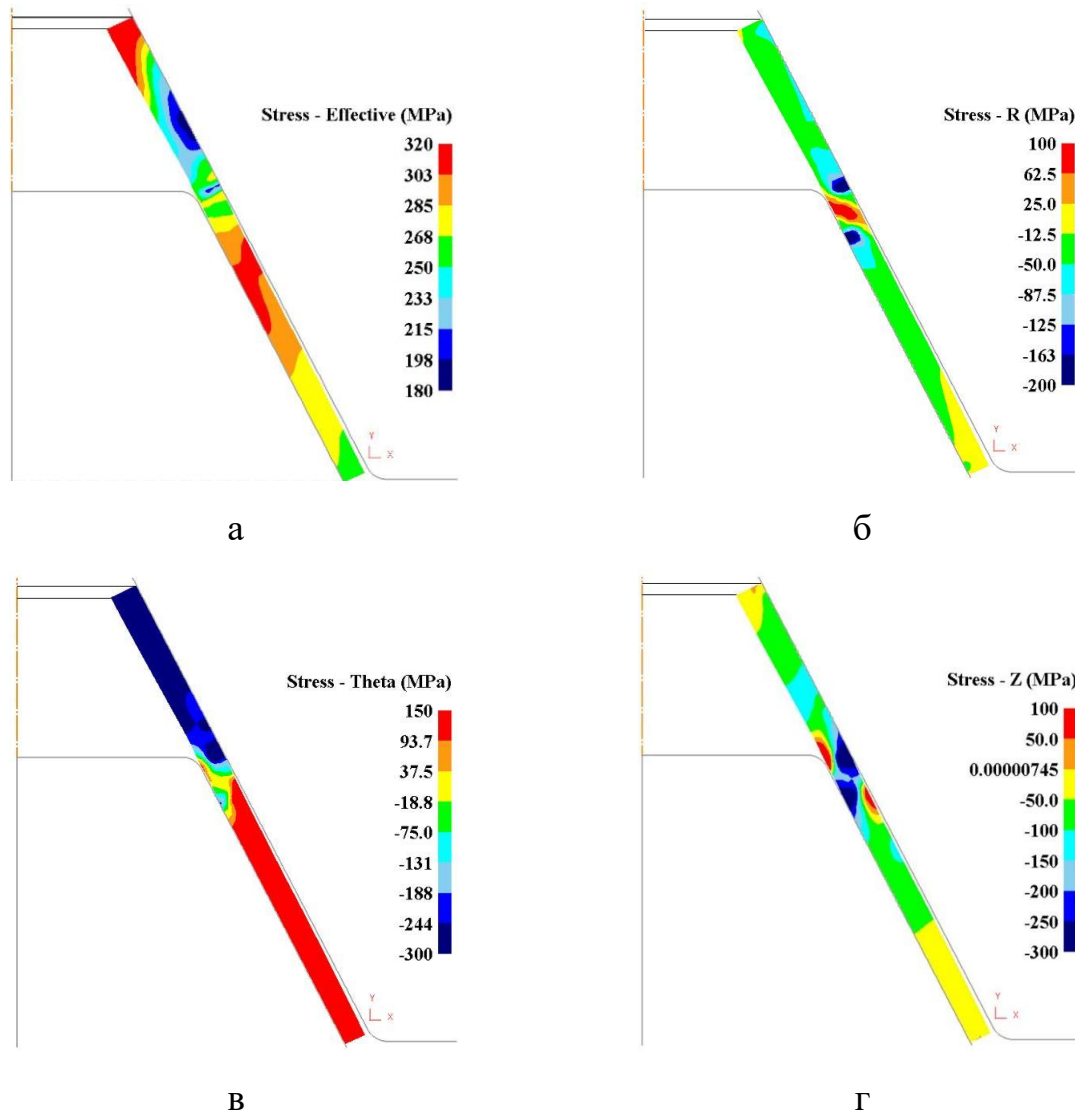 Stress - Effective (MPa)
320
303
285
268
250
233
215
198
180
Y
X
а
Stress - R (MPa)
100
62.5
25.0
-12.5
-50.0
-87.5
-125
-163
-200
Y
X
б
Stress - Theta (MPa)
150
93.7
37.5
-18.8
-75.0
-131
-188
-244
-300
Y
X
в
Stress - Z (MPa)
100
50.0
0.00000745
-50.0
-100
-150
-200
-250
-300
Y
X
г